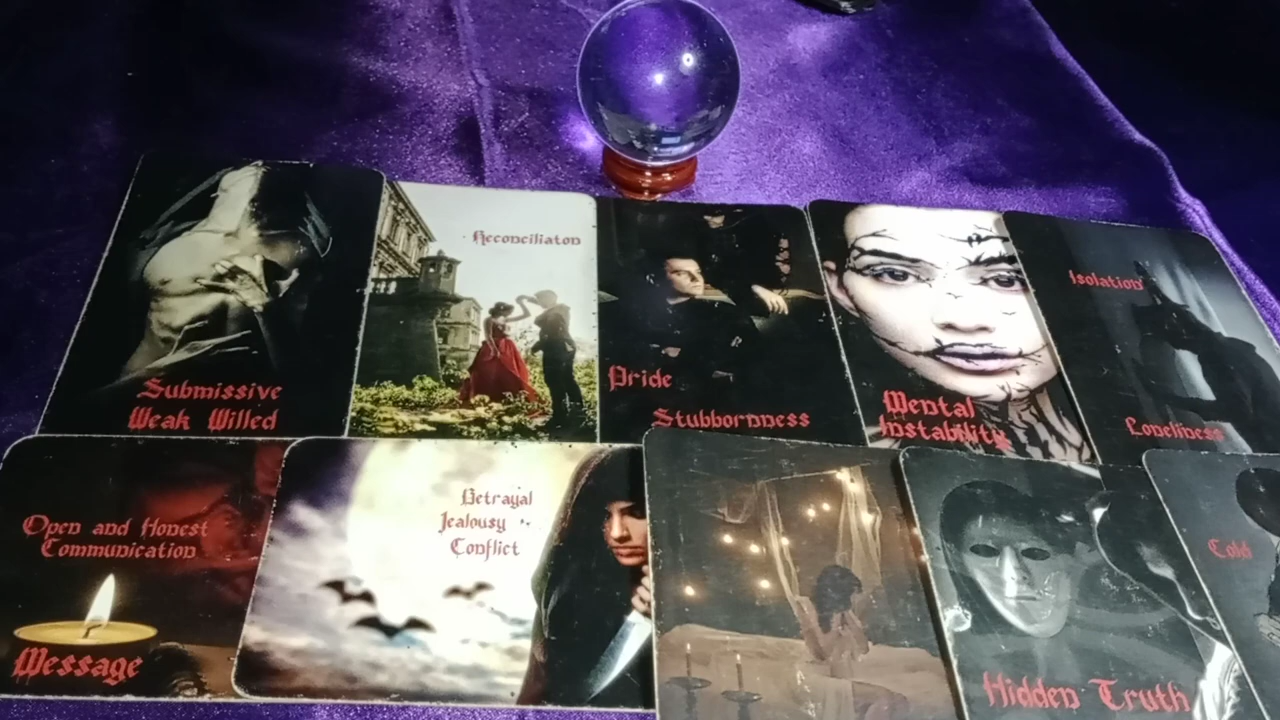 Submissive
Weak Willed
Reconciliaton
Pride
Stubbornness
Mental
Instability
Isolation
Loneliness
Open and Honest
Communication
Message
Betrayal
Jealousy
Conflict
Hidden Truth
Cold